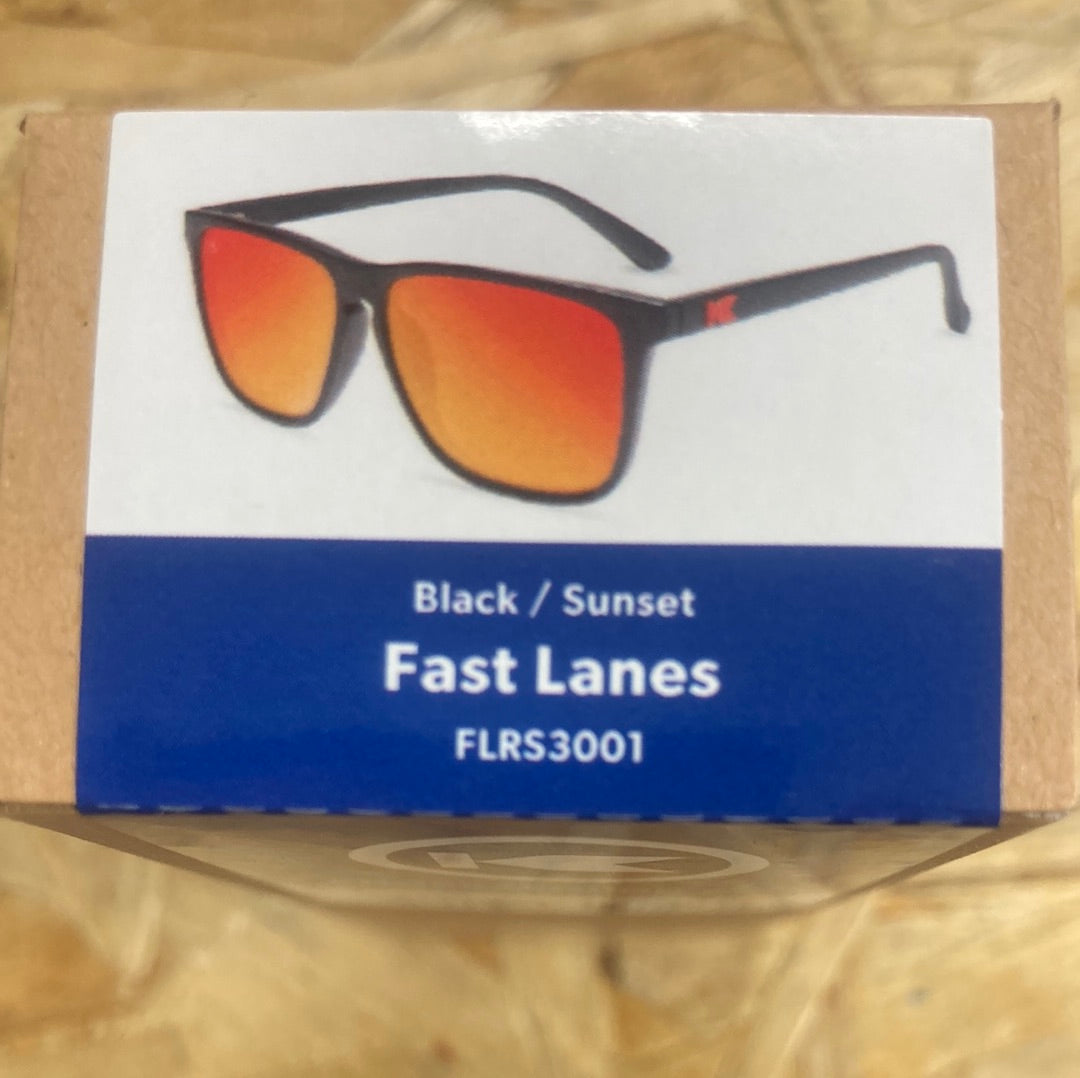 Black / Sunset
Fast Lanes
FLRS3001